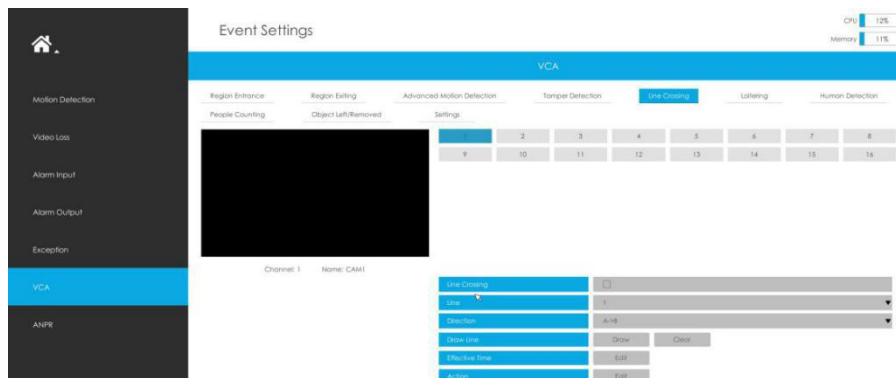 Event Settings
CPU 12%
Memory 11%
VCA
Motion Detection
Video Loss
Alarm Input
Alarm Output
Exception
VCA
ANPR
Region Entrance Region Exiting Advanced Motion Detection Tamper Detection Line Crossing Loitering Human Detection
People Counting Object Left/Removed Settings
1 2 3 4 5 6 7 8
9 10 11 12 13 14 15 16
Channel: 1 Name: CAM1
Line Crossing
Line 1
Direction A->B
Draw Line Draw Clear
Effective Time Edit
Action Edit